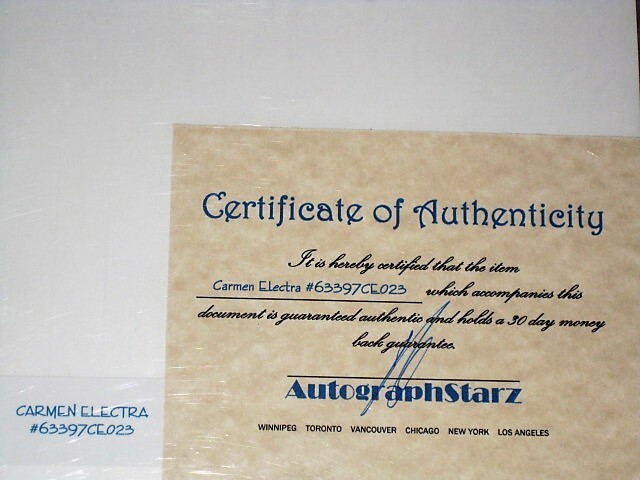 Certificate of Authenticity
It is hereby certified that the item
Carmen Electra #63397CE023 which accompanies this
document is guaranteed authentic and holds a 30 day money
back guarantee.
AutographStarz
WINNIPEG TORONTO VANCOUVER CHICAGO NEW YORK LOS ANGELES
CARMEN ELECTRA
#63397CE023